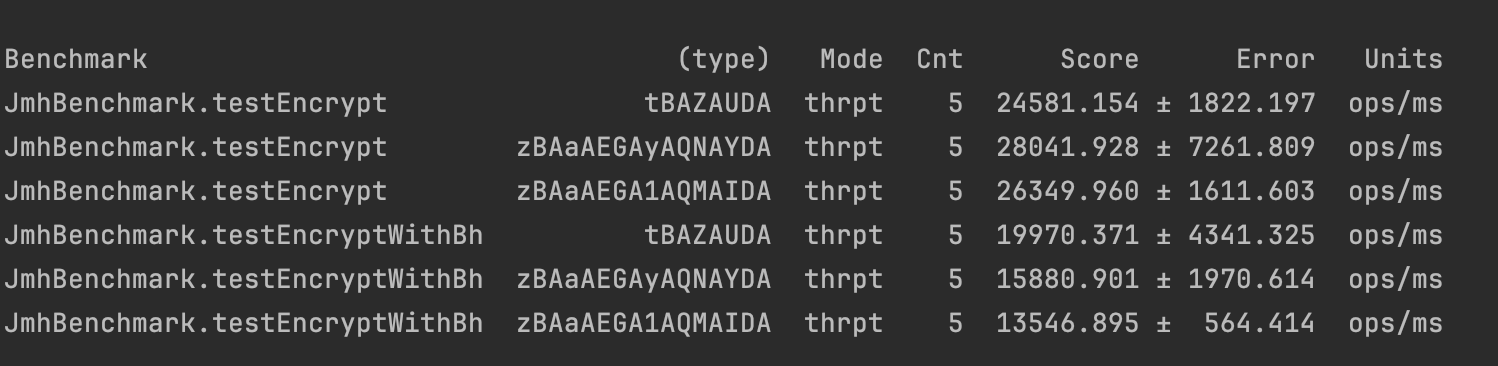 Benchmark (type) Mode Cnt Score Error Units
JmhBenchmark.testEncrypt tBAZAUDA thrpt 5 24581.154 ± 1822.197 ops/ms
JmhBenchmark.testEncrypt zBAaAEGAyAQNAYDA thrpt 5 28041.928 ± 7261.809 ops/ms
JmhBenchmark.testEncrypt zBAaAEGA1AQMAIDA thrpt 5 26349.960 ± 1611.603 ops/ms
JmhBenchmark.testEncryptWithBh tBAZAUDA thrpt 5 19970.371 ± 4341.325 ops/ms
JmhBenchmark.testEncryptWithBh zBAaAEGAyAQNAYDA thrpt 5 15880.901 ± 1970.614 ops/ms
JmhBenchmark.testEncryptWithBh zBAaAEGA1AQMAIDA thrpt 5 13546.895 ± 564.414 ops/ms